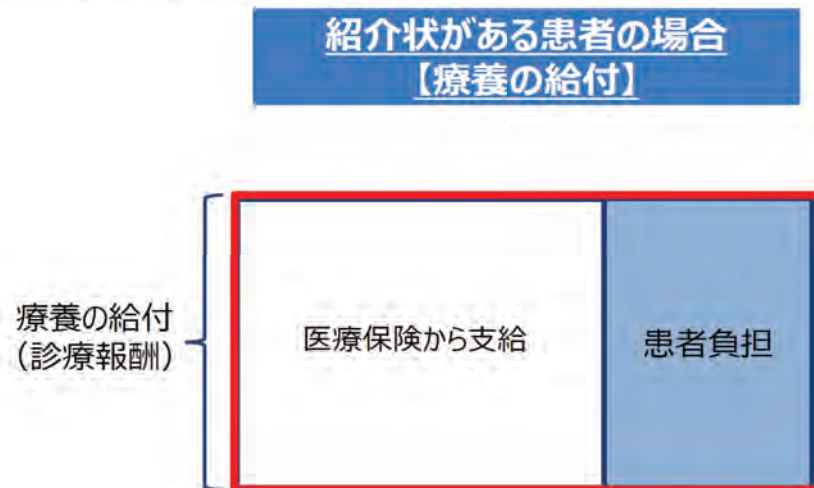 紹介状がある患者の場合
【療養の給付】
療養の給付
（診療報酬）
医療保険から支給
患者負担